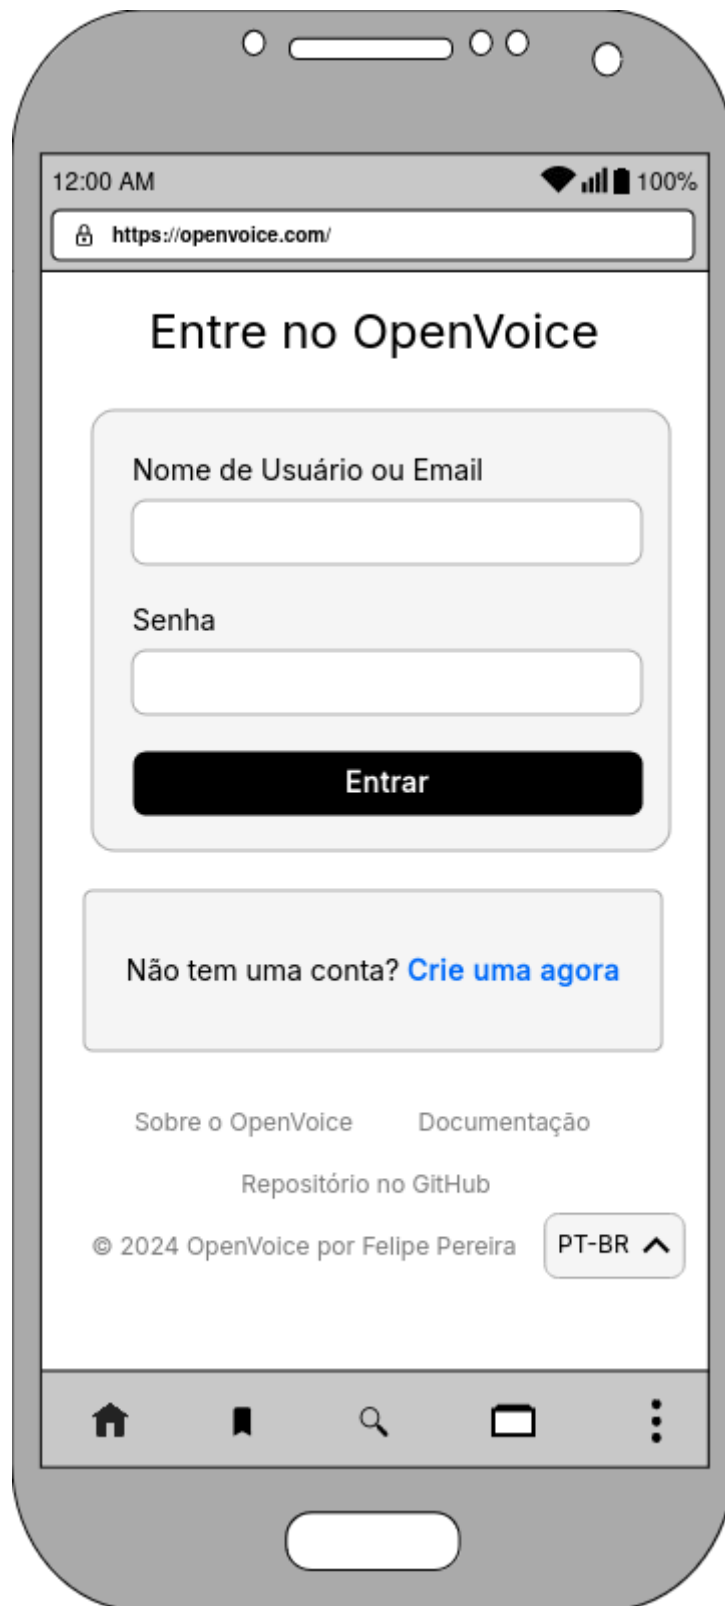 12:00 AM 100%
https://openvoice.com/
Entre no OpenVoice
Nome de Usuário ou Email
Senha
Entrar
Não tem uma conta? Crie uma agora
Sobre o OpenVoice Documentação
Repositório no GitHub
© 2024 OpenVoice por Felipe Pereira PT-BR